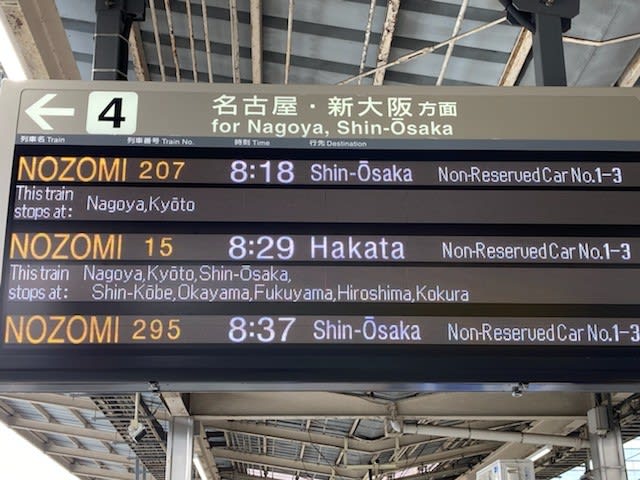 4 名古屋・新大阪方面
for Nagoya, Shin-Ōsaka
列車名 Train 列車番号 Train No. 時刻 Time 行先 Destination
NOZOMI 207 8:18 Shin-Ōsaka Non-Reserved Car No.1-3
This train stops at: Nagoya,Kyōto
NOZOMI 15 8:29 Hakata Non-Reserved Car No.1-3
This train Nagoya,Kyōto,Shin-Ōsaka,
stops at: Shin-Kōbe,Okayama,Fukuyama,Hiroshima,Kokura
NOZOMI 295 8:37 Shin-Ōsaka Non-Reserved Car No.1-3